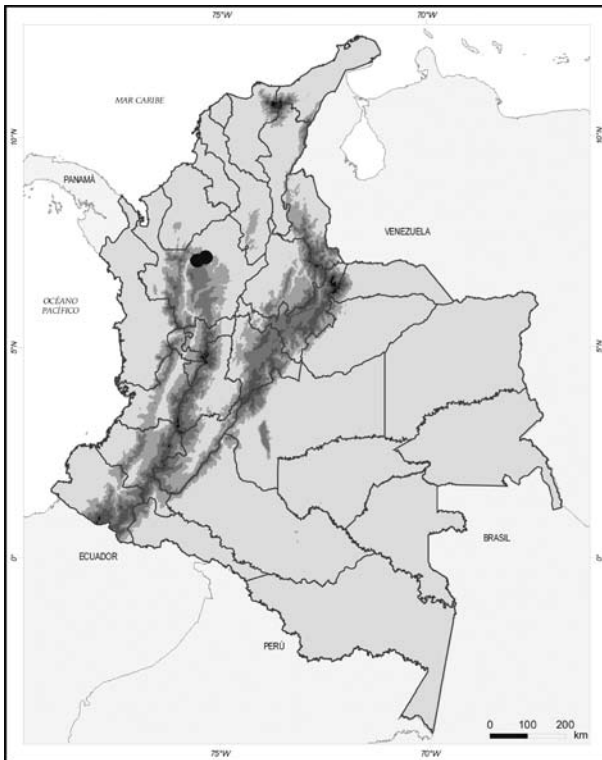 75°W 70°W
MAR CARIBE
10°N 10°N
PANAMÁ
VENEZUELA
OCÉANO
PACÍFICO
5°N 5°N
0° 0°
ECUADOR
BRASIL
PERÚ
0 100 200
km
75°W 70°W